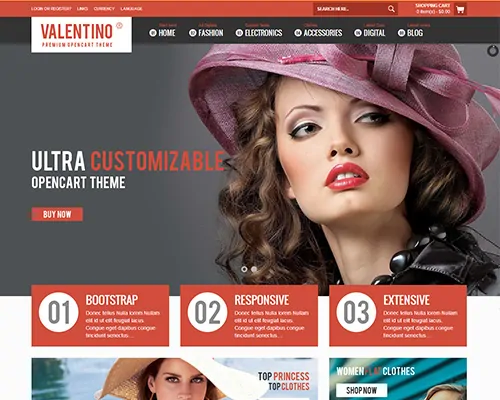 LOGIN OR REGISTER? LINKS CURRENCY LANGUAGE
SEARCH HERE..
SHOPPING CART
0 item(s) - $0.00
VALENTINO ®
PREMIUM OPENCART THEME
HOME FASHION ELECTRONICS ACCESSORIES DIGITAL BLOG
ULTRA CUSTOMIZABLE
OPENCART THEME
BUY NOW
01
BOOTSTRAP
Donec tellus Nulla lorem Nullam
elit id ut elit feugiat lacus.
Congue eget dapibus congue
tincidunt senectus....
02
RESPONSIVE
Donec tellus Nulla lorem Nullam
elit id ut elit feugiat lacus.
Congue eget dapibus congue
tincidunt senectus....
03
EXTENSIVE
Donec tellus Nulla lorem Nullam
elit id ut elit feugiat lacus.
Congue eget dapibus congue
tincidunt senectus....
TOP PRINCESS
TOP CLOTHES
WOMEN FLAT CLOTHES
SHOP NOW